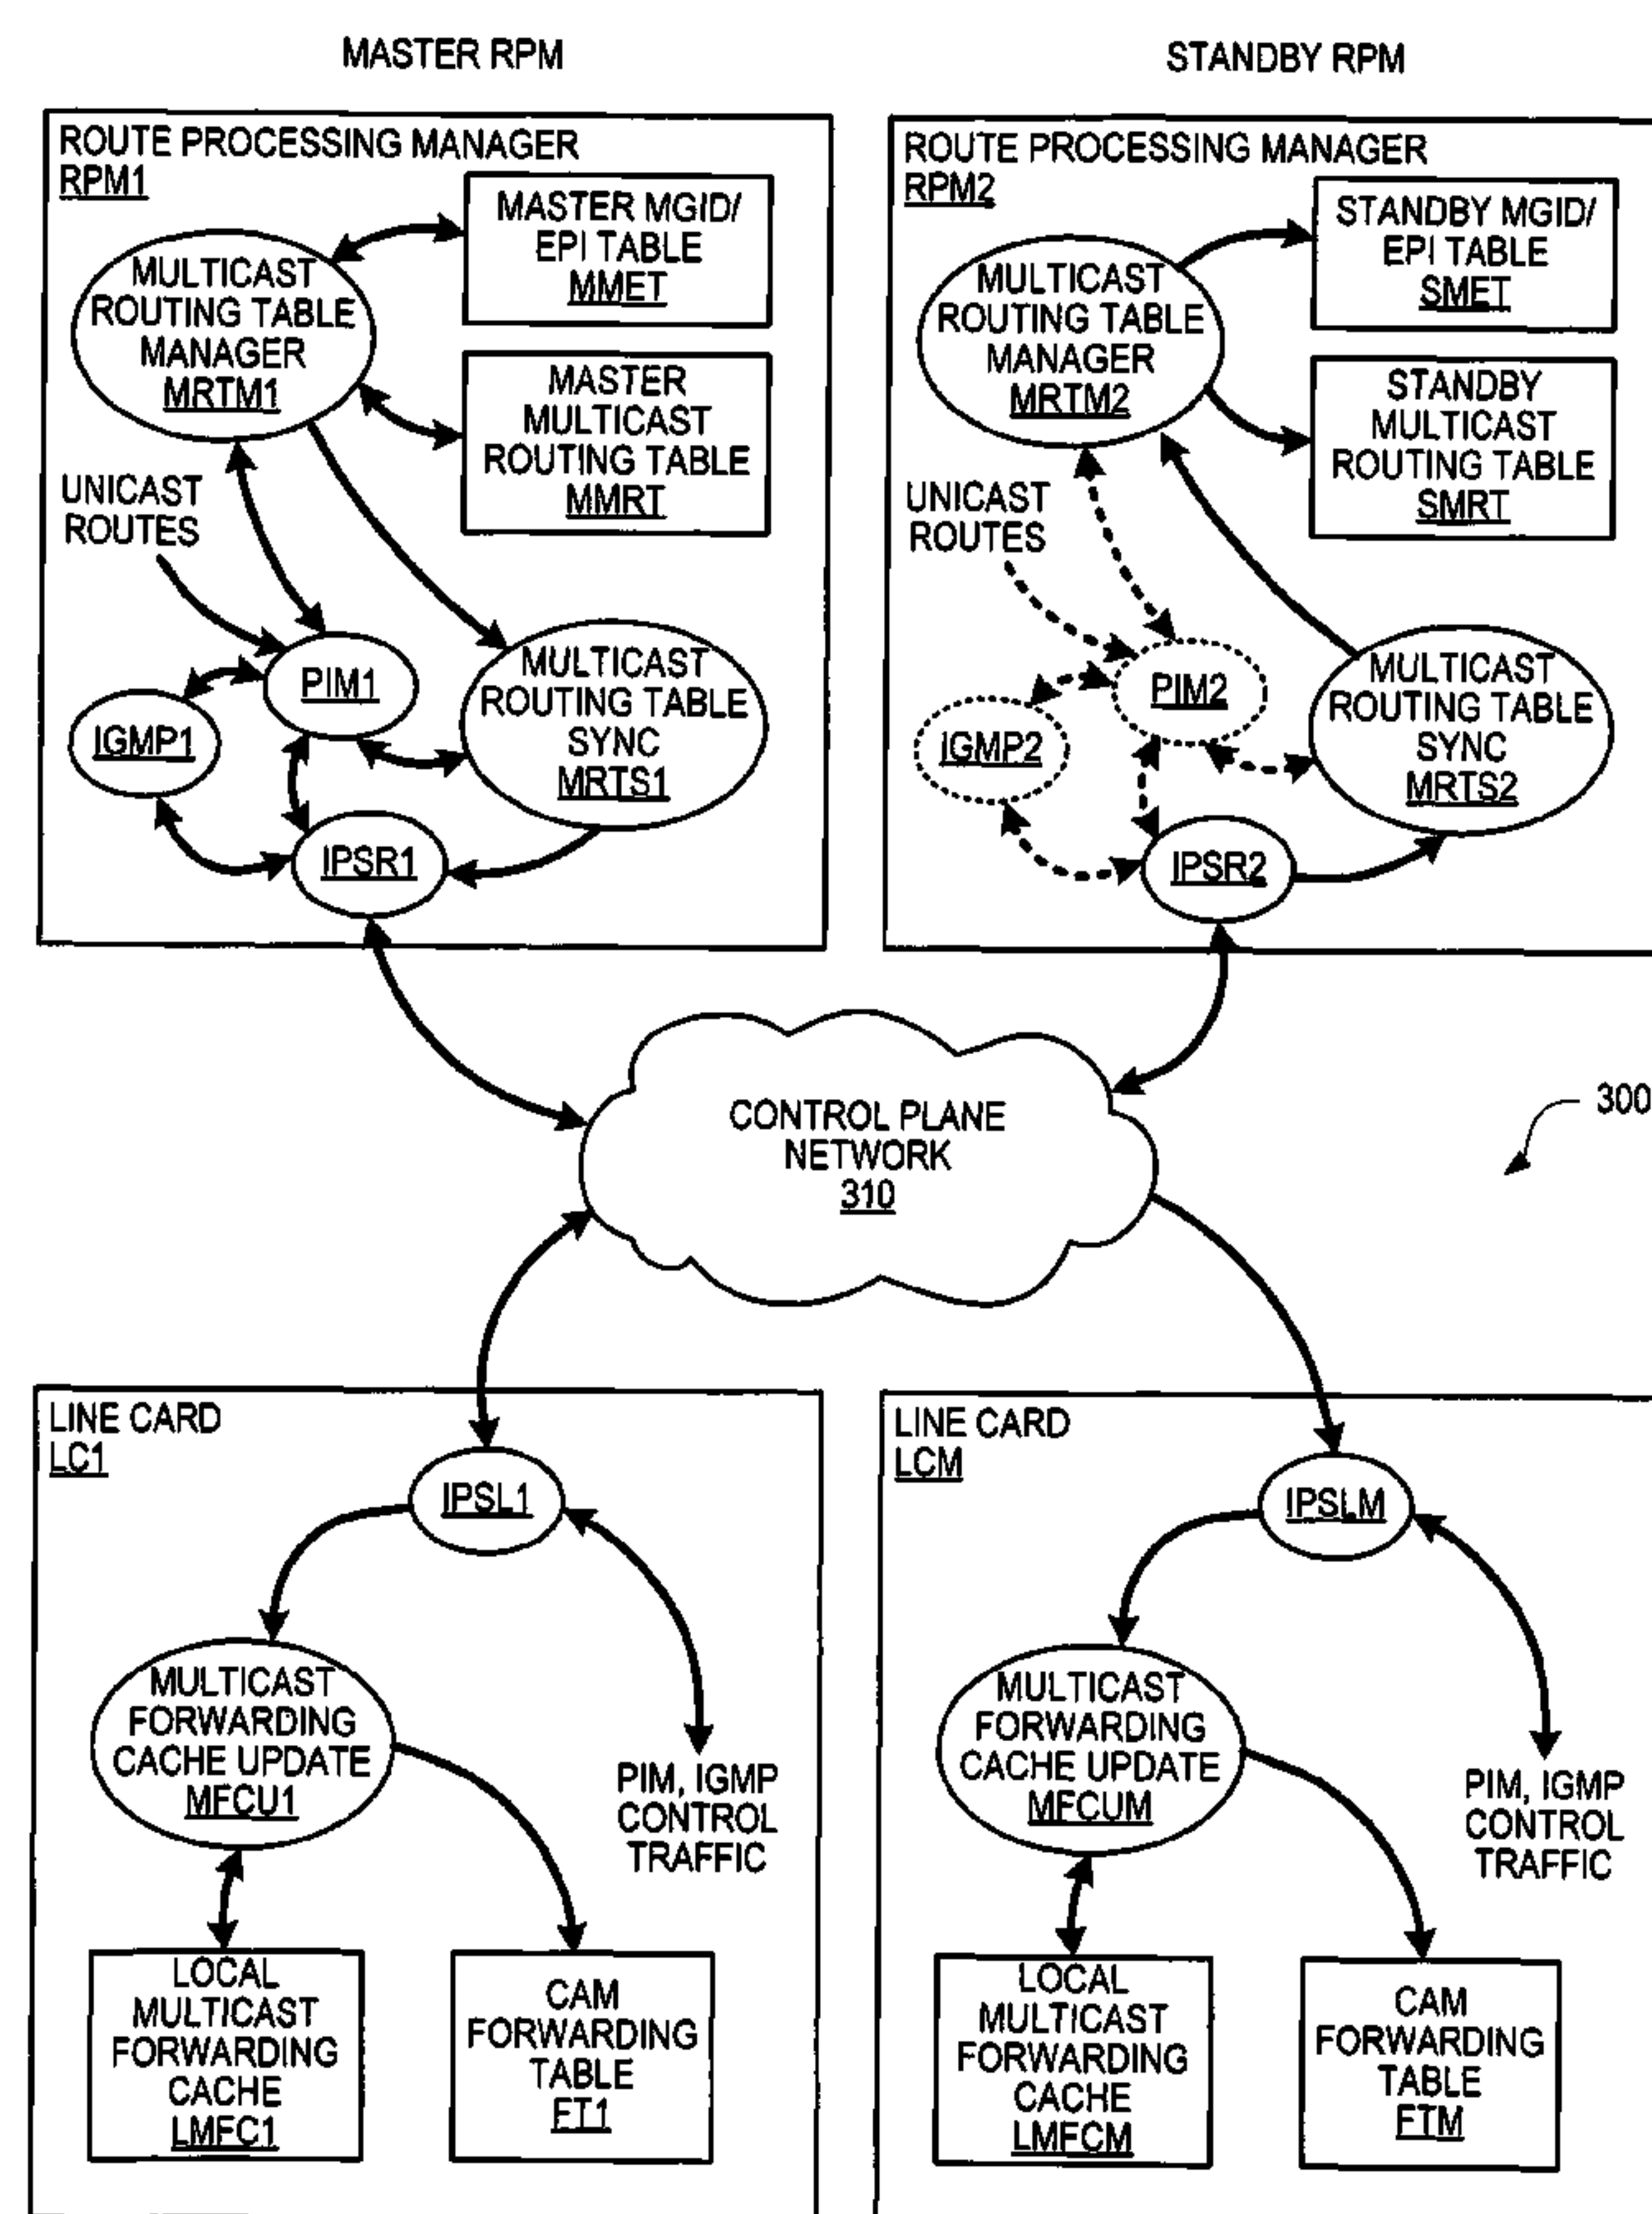 MASTER RPM
STANDBY RPM
ROUTE PROCESSING MANAGER
RPM1
MASTER MGID/
EPI TABLE
MMET
MULTICAST
ROUTING TABLE
MANAGER
MRTM1
MASTER
MULTICAST
ROUTING TABLE
MMRT
UNICAST
ROUTES
PIM1
IGMP1
MULTICAST
ROUTING TABLE
SYNC
MRTS1
IPSR1
ROUTE PROCESSING MANAGER
RPM2
STANDBY MGID/
EPI TABLE
SMET
MULTICAST
ROUTING TABLE
MANAGER
MRTM2
STANDBY
MULTICAST
ROUTING TABLE
SMRT
UNICAST
ROUTES
PIM2
IGMP2
MULTICAST
ROUTING TABLE
SYNC
MRTS2
IPSR2
CONTROL PLANE
NETWORK
310
300
LINE CARD
LC1
IPSL1
MULTICAST
FORWARDING
CACHE UPDATE
MFCU1
PIM, IGMP
CONTROL
TRAFFIC
LOCAL
MULTICAST
FORWARDING
CACHE
LMFC1
CAM
FORWARDING
TABLE
FT1
LINE CARD
LCM
IPSLM
MULTICAST
FORWARDING
CACHE UPDATE
MFCUM
PIM, IGMP
CONTROL
TRAFFIC
LOCAL
MULTICAST
FORWARDING
CACHE
LMFCM
CAM
FORWARDING
TABLE
FTM